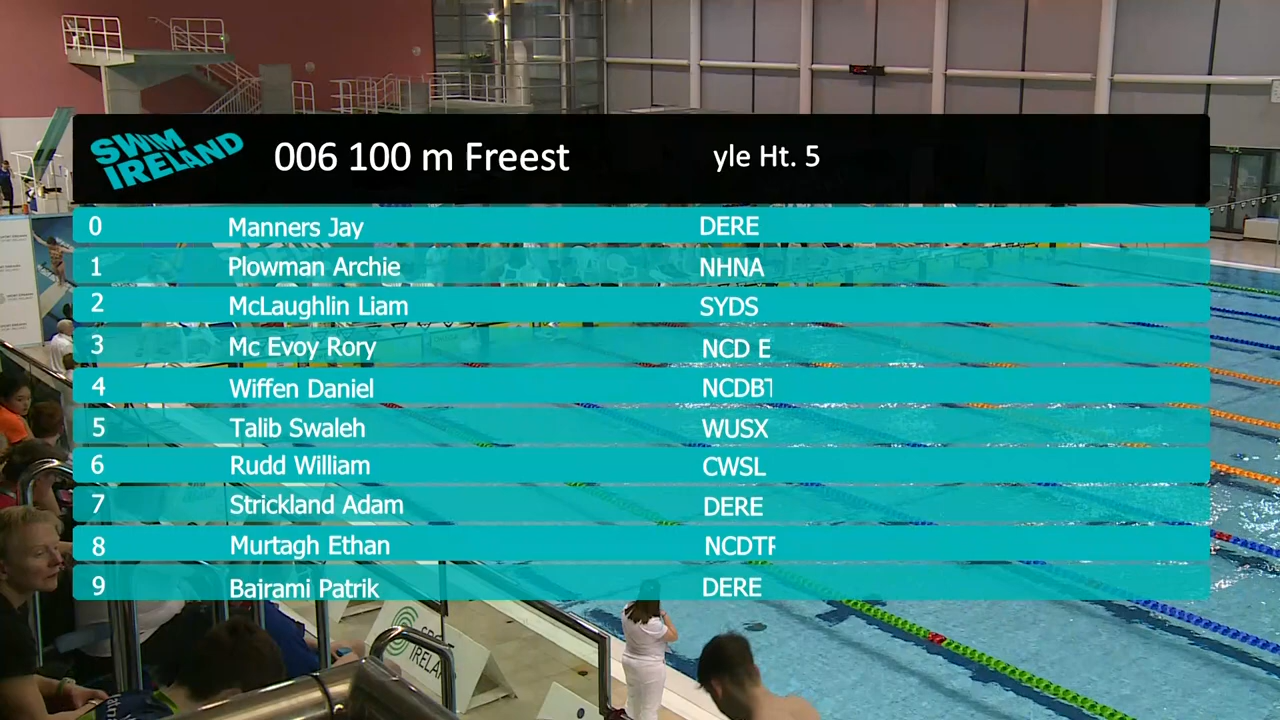 SWIM IRELAND
006 100 m Freest yle Ht. 5
0 Manners Jay DERE
1 Plowman Archie NHNA
2 McLaughlin Liam SYDS
3 Mc Evoy Rory NCD E
4 Wiffen Daniel NCDBT
5 Talib Swaleh WUSX
6 Rudd William CWSL
7 Strickland Adam DERE
8 Murtagh Ethan NCDTF
9 Bajrami Patrik DERE
SPORT
IRELAND